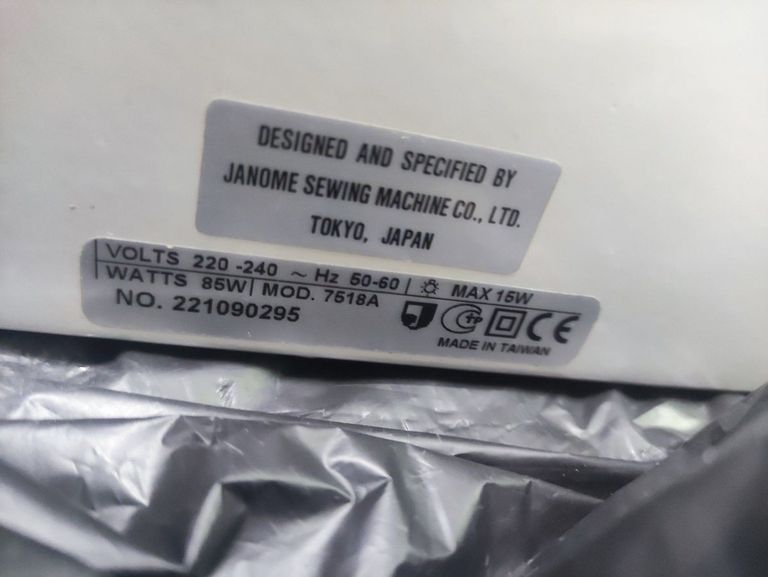 DESIGNED AND SPECIFIED BY
JANOME SEWING MACHINE CO., LTD.
TOKYO, JAPAN
VOLTS 220 -240 ~ Hz 50-60 MAX 15W
WATTS 85W MOD. 7518A
NO. 221090295
CE
MADE IN TAIWAN